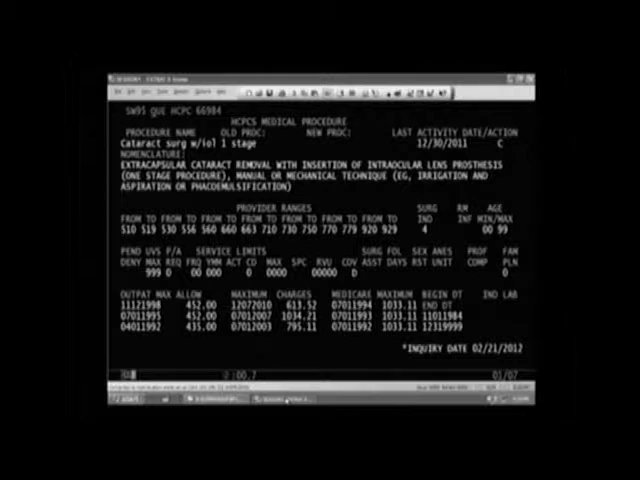 SW95 QUE HCPC 66984
HCPCS MEDICAL PROCEDURE
PROCEDURE NAME OLD PROC: NEW PROC: LAST ACTIVITY DATE/ACTION
Cataract surg w/iol 1 stage 12/30/2011 C
NOMENCLATURE:
EXTRACAPSULAR CATARACT REMOVAL WITH INSERTION OF INTRAOCULAR LENS PROSTHESIS
(ONE STAGE PROCEDURE), MANUAL OR MECHANICAL TECHNIQUE (EG, IRRIGATION AND
ASPIRATION OR PHACOEMULSIFICATION)
PROVIDER RANGES SURG RM AGE
FROM TO FROM TO FROM TO FROM TO FROM TO FROM TO FROM TO IND INF MIN/MAX
510 519 530 556 560 660 663 710 730 750 770 779 920 929 4 00 99
PEND UVS P/A SERVICE LIMITS SURG FOL SEX ANES PROF FAM
DENY MAX REQ FRQ YMM ACT CD MAX SPC RVU COV ASST DAYS RST UNIT COMP PLN
999 0 00 000 0 0000 00000 D 0
OUTPAT MAX ALLOW MAXIMUM CHARGES MEDICARE MAXIMUM BEGIN DT IND LAB
11121998 452.00 12072010 613.52 07011994 1033.11 END DT
07011995 452.00 07012007 1034.21 07011993 1033.11 11011984
04011992 435.00 07012003 795.11 07011992 1033.11 12319999
*INQUIRY DATE 02/21/2012
:00.7 01/07